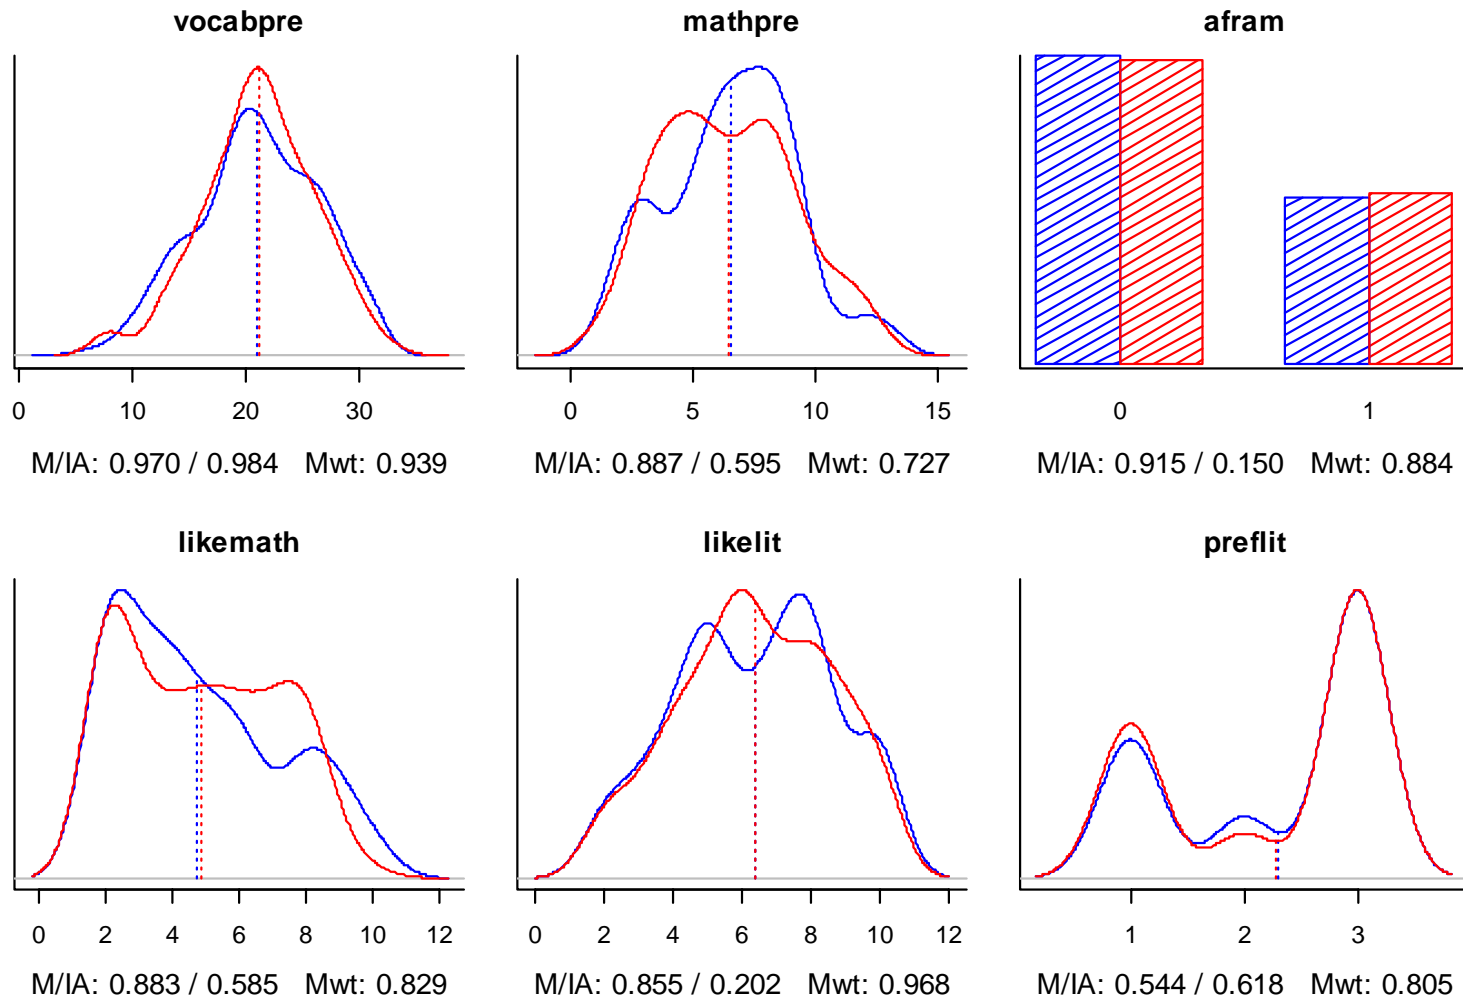 vocabpre
mathpre
afram
0 10 20 30
0 5 10 15
0 1
M/IA: 0.970 / 0.984 Mwt: 0.939
M/IA: 0.887 / 0.595 Mwt: 0.727
M/IA: 0.915 / 0.150 Mwt: 0.884
likemath
likelit
preflit
0 2 4 6 8 10 12
0 2 4 6 8 10 12
1 2 3
M/IA: 0.883 / 0.585 Mwt: 0.829
M/IA: 0.855 / 0.202 Mwt: 0.968
M/IA: 0.544 / 0.618 Mwt: 0.805